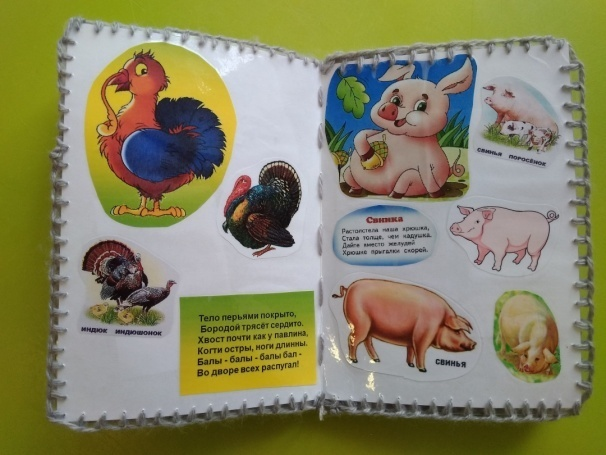 ИНДЮК ИНДЮШОНОК
Тело перьями покрыто,
Бородой трясёт сердито.
Хвост почти как у павлина,
Когти остры, ноги длинны.
Балы - балы - балы бал -
Во дворе всех распугал!
СВИНЬЯ ПОРОСЁНОК
Свинка
Растолстела наша хрюшка,
Стала толще, чем кадушка.
Дайте вместо желудей
Хрюшке прыгалки скорей.
СВИНЬЯ